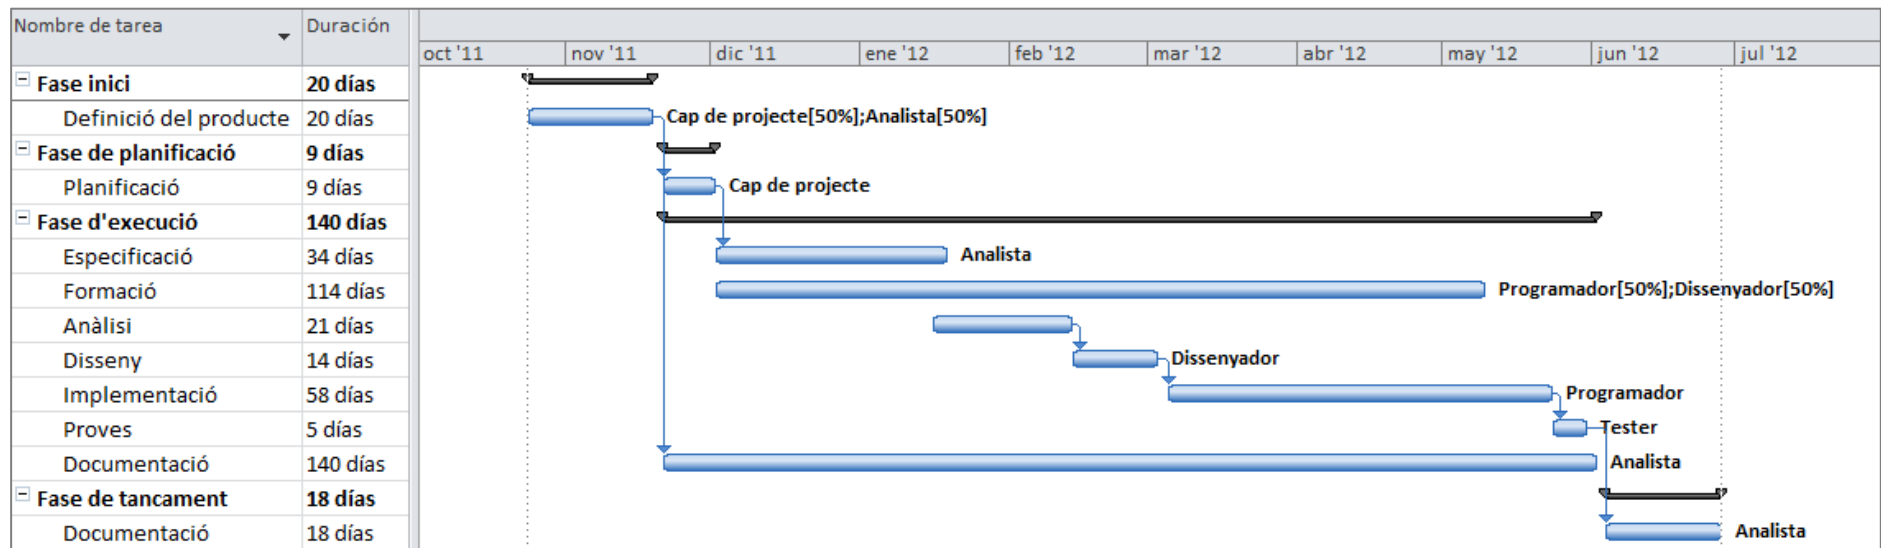 Nombre de tarea Duración
oct '11 nov '11 dic '11 ene '12 feb '12 mar '12 abr '12 may '12 jun '12 jul '12
Fase inici 20 días
Definició del producte 20 días Cap de projecte[50%];Analista[50%]
Fase de planificació 9 días
Planificació 9 días Cap de projecte
Fase d'execució 140 días
Especificació 34 días Analista
Formació 114 días Programador[50%];Dissenyador[50%]
Anàlisi 21 días
Disseny 14 días Dissenyador
Implementació 58 días Programador
Proves 5 días Tester
Documentació 140 días Analista
Fase de tancament 18 días
Documentació 18 días Analista